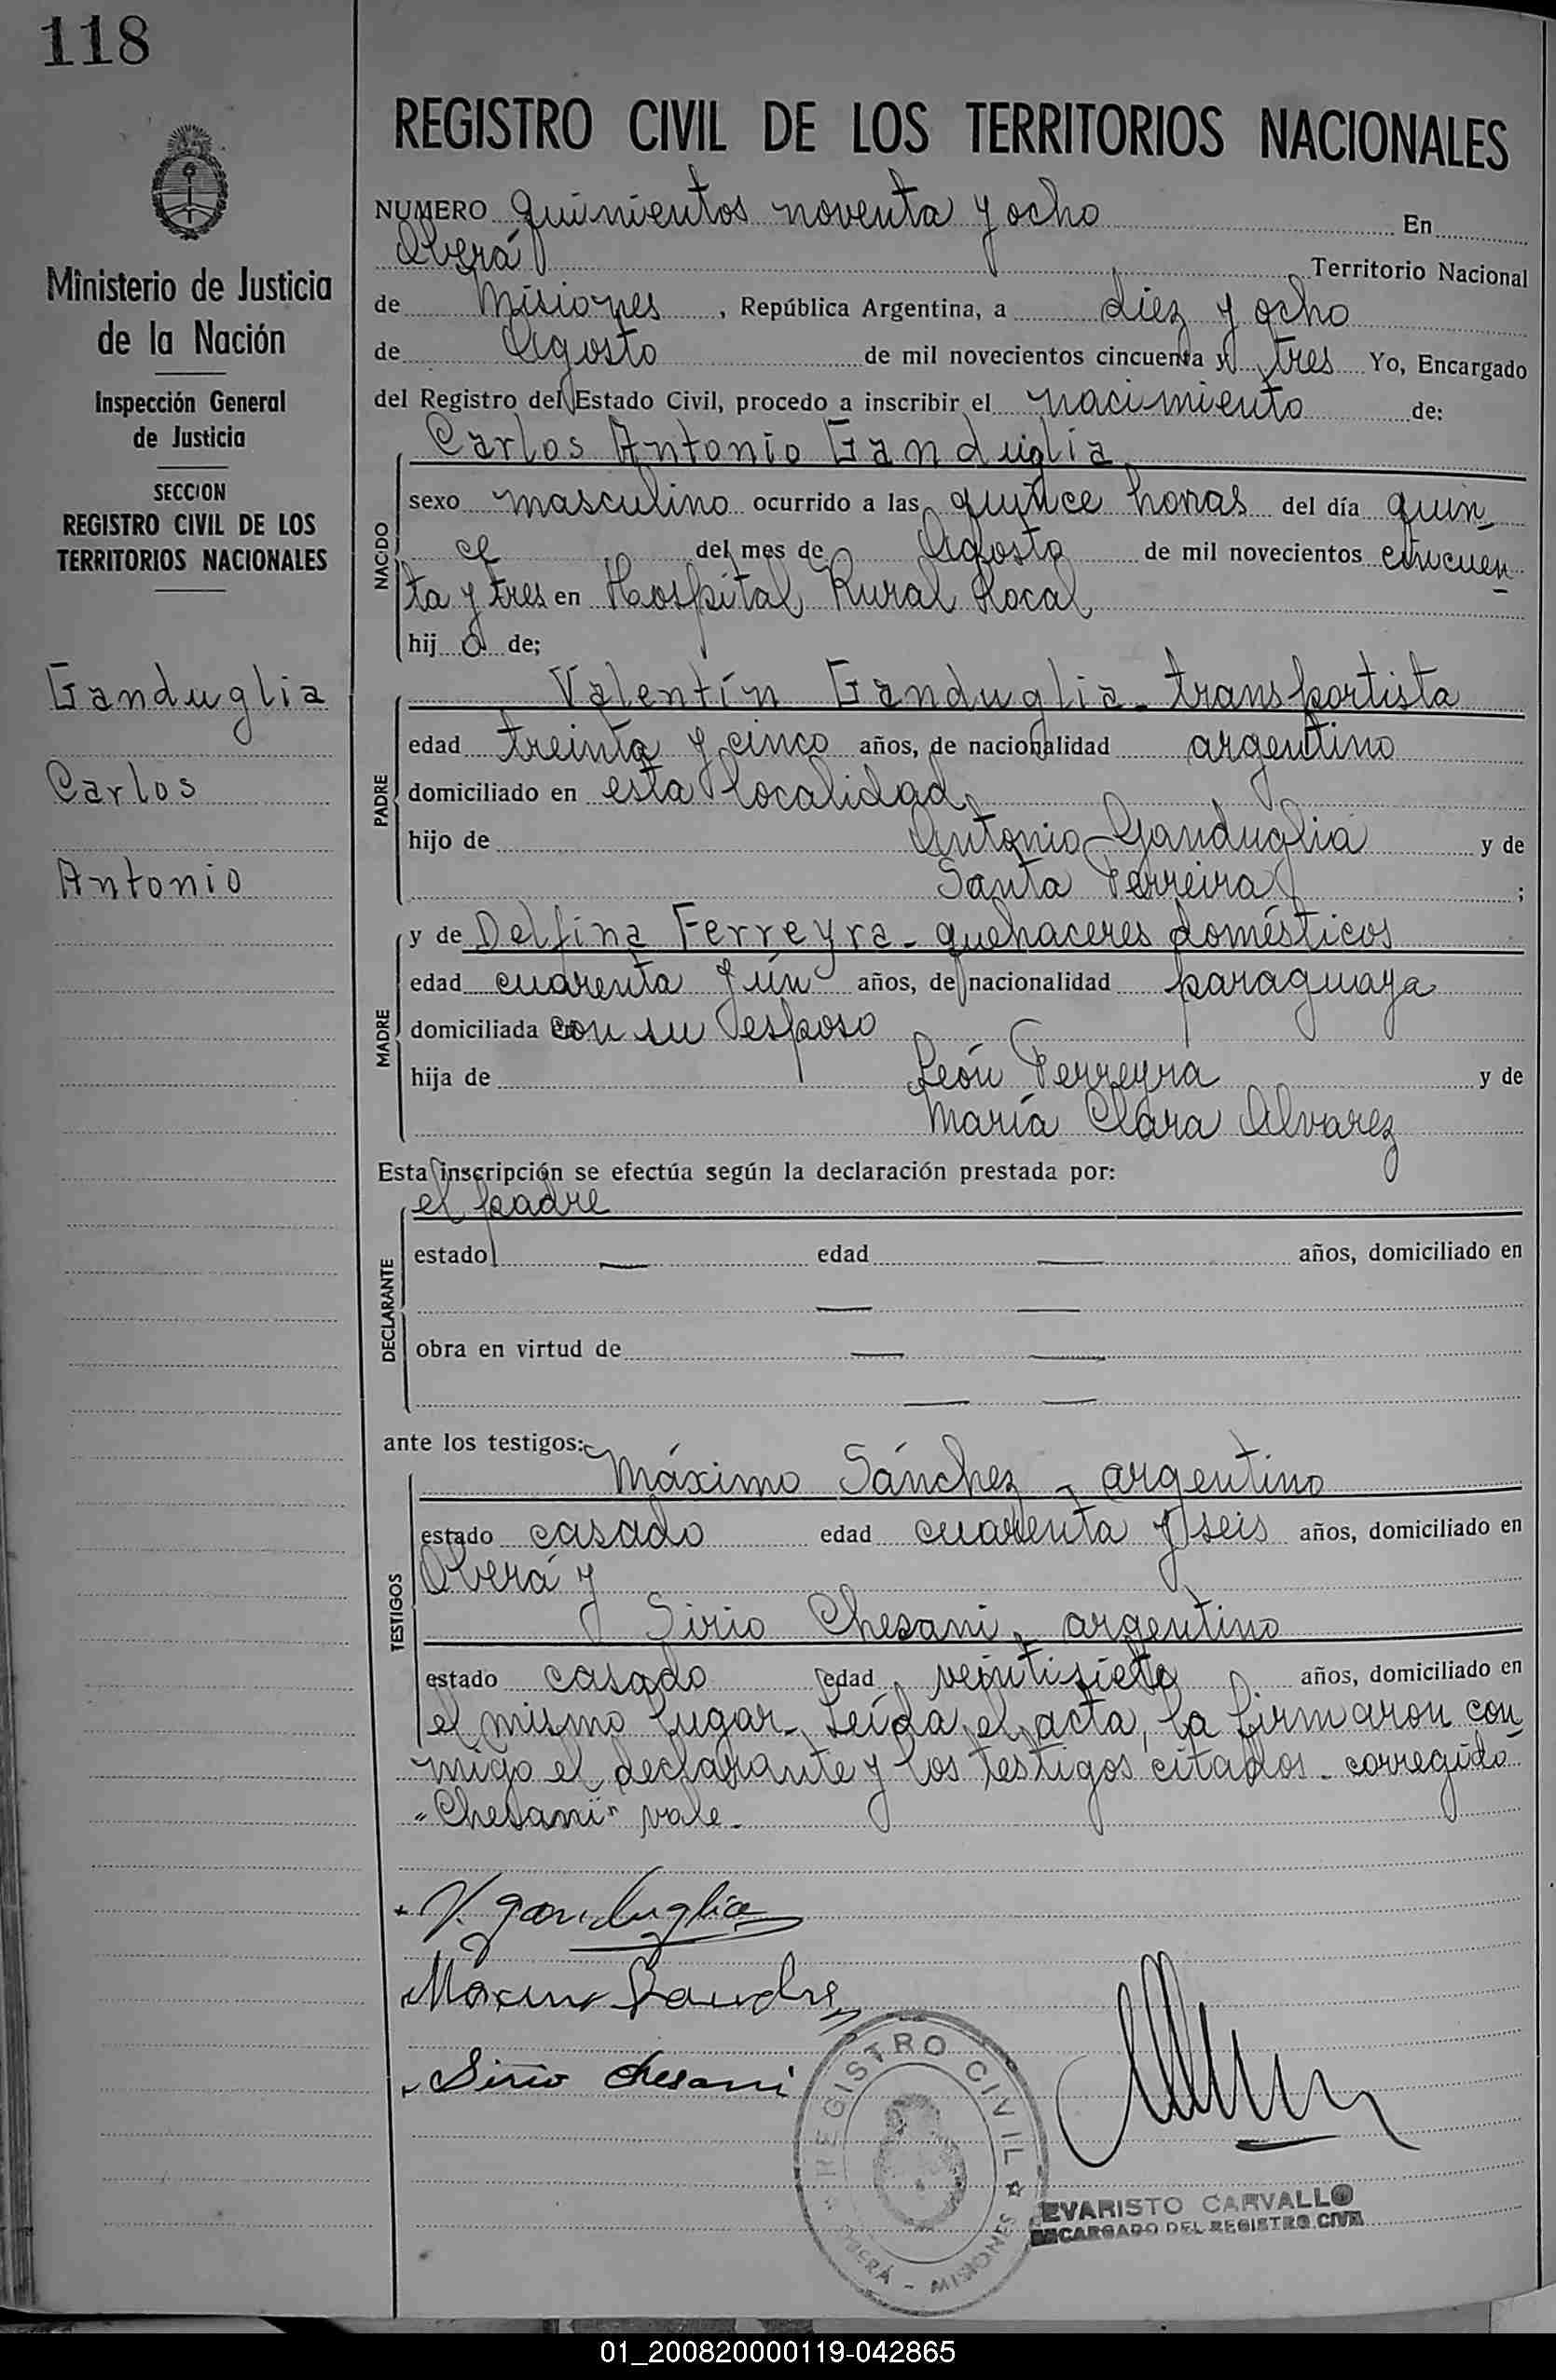 118
REGISTRO CIVIL DE LOS TERRITORIOS NACIONALES
Ministerio de Justicia
de la Nación
Inspección General
de Justicia
SECCION
REGISTRO CIVIL DE LOS
TERRITORIOS NACIONALES
Ganduglia
Carlos
Antonio
NUMERO quinientos noventa y ocho En
Oberá Territorio Nacional
de Misiones, República Argentina, a diez y ocho
de Agosto de mil novecientos cincuenta y tres Yo, Encargado
del Registro del Estado Civil, procedo a inscribir el nacimiento de:
Carlos Antonio Ganduglia
NACIDO
sexo masculino ocurrido a las quince horas del día quin_
ce del mes de Agosto de mil novecientos cincuen_
ta y tres en Hospital Rural Local
hij o de;
PADRE
Valentín Ganduglia - transportista
edad treinta y cinco años, de nacionalidad argentino
domiciliado en esta localidad
hijo de Antonio Ganduglia y de
Santa Ferreira ;
MADRE
y de Delfina Ferreyra - quehaceres domésticos
edad cuarenta y ún años, de nacionalidad paraguaya
domiciliada con su esposo
hija de León Ferreyra y de
María Clara Alvarez
Esta inscripción se efectúa según la declaración prestada por:
el padre
DECLARANTE
estado — edad — años, domiciliado en
— —
obra en virtud de — —
— —
ante los testigos:
TESTIGOS
Máximo Sánchez - argentino
estado casado edad cuarenta y seis años, domiciliado en
Oberá y
Sirio Chesani - argentino
estado casado edad veintisiete años, domiciliado en
el mismo lugar - Leída el acta, la firmaron con_
migo el declarante y los testigos citados - corregido
"Chesani" vale.
V. Ganduglia
Maximo Sanchez
Sirio Chesani
REGISTRO CIVIL
OBERÁ - MISIONES
EVARISTO CARVALLO
ENCARGADO DEL REGISTRO CIVIL
01_200820000119-042865